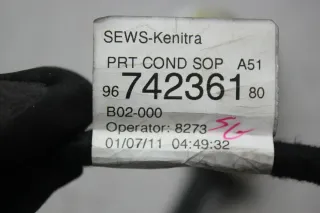 SEWS-Kenitra
PRT COND SOP A51
96 742361 80
B02-000
Operator: 8273
01/07/11 04:49:32